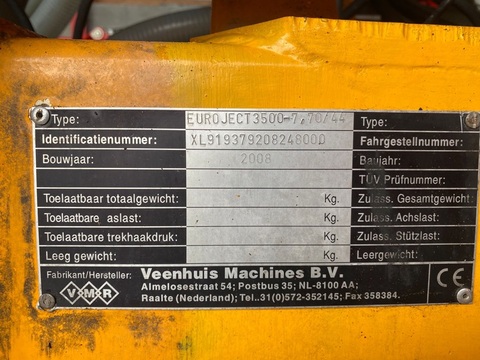 Type: EUROJECT3500-7,70/44 Type:
Identificatienummer: XL919379208248000 Fahrgestellnummer:
Bouwjaar: 2008 Baujahr:
TÜV Prüfnummer:
Toelaatbaar totaalgewicht: Kg. Zulass. Gesamtgewicht:
Toelaatbare aslast: Kg. Zulass. Achslast:
Toelaatbare trekhaakdruk: Kg. Zulass. Stützlast:
Leeg gewicht: Kg. Leergewicht:
Fabrikant/Hersteller: Veenhuis Machines B.V.
VMR Almelosestraat 54; Postbus 35; NL-8100 AA; CE
Raalte (Nederland); Tel..31(0)572-352145; Fax 358384.